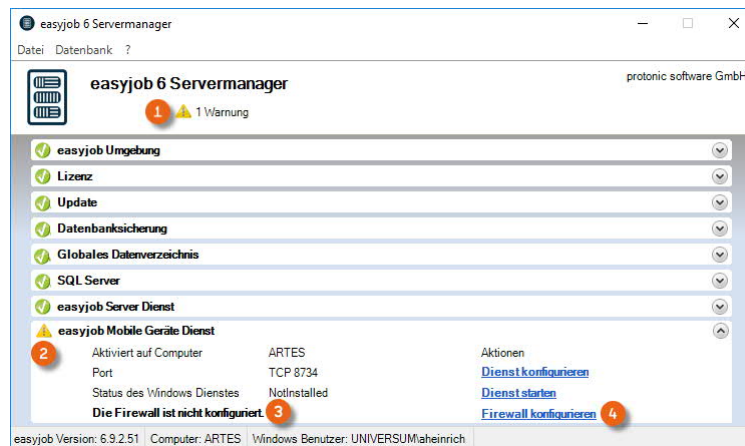 easyjob 6 Servermanager
Datei Datenbank ?
easyjob 6 Servermanager
protonic software GmbH
1 1 Warnung
easyjob Umgebung
Lizenz
Update
Datenbanksicherung
Globales Datenverzeichnis
SQL Server
easyjob Server Dienst
easyjob Mobile Geräte Dienst
2 Aktiviert auf Computer ARTES Aktionen
Port TCP 8734 Dienst konfigurieren
Status des Windows Dienstes NotInstalled Dienst starten
Die Firewall ist nicht konfiguriert. 3 Firewall konfigurieren 4
easyjob Version: 6.9.2.51 Computer: ARTES Windows Benutzer: UNIVERSUM\aheinrich